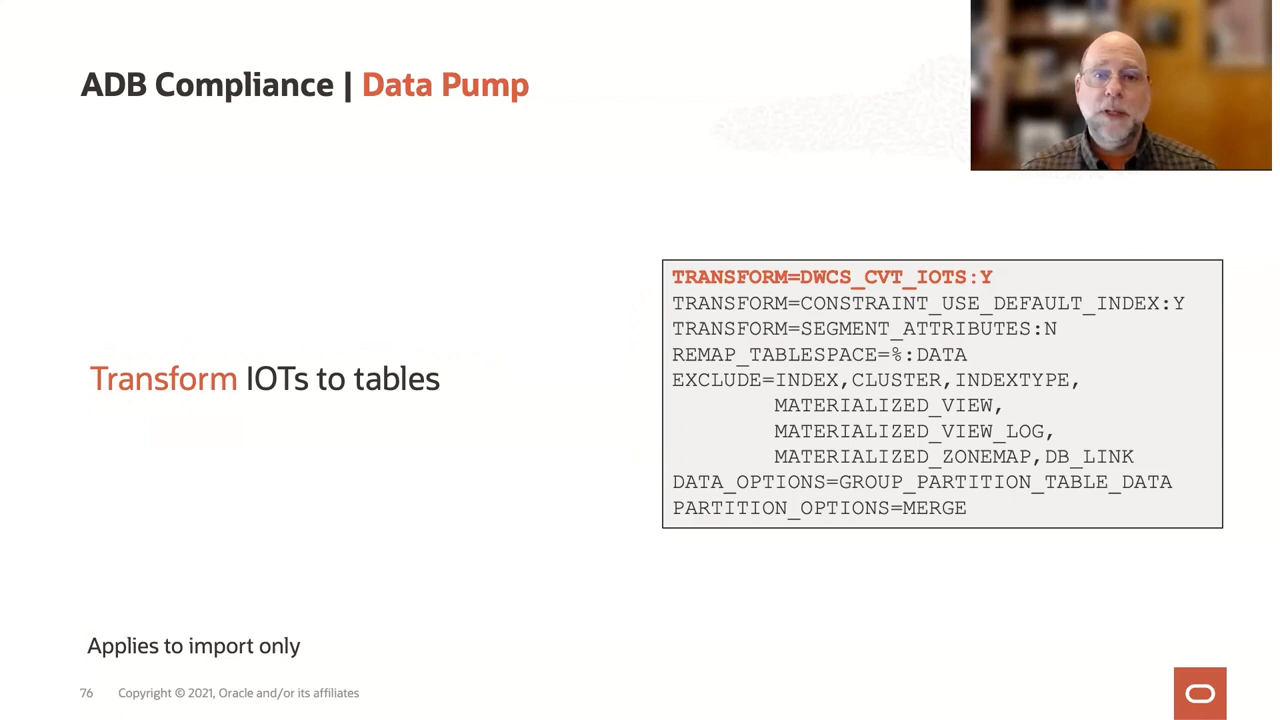 ADB Compliance | Data Pump
Transform IOTs to tables
TRANSFORM=DWCS_CVT_IOTS:Y
TRANSFORM=CONSTRAINT_USE_DEFAULT_INDEX:Y
TRANSFORM=SEGMENT_ATTRIBUTES:N
REMAP_TABLESPACE=%:DATA
EXCLUDE=INDEX,CLUSTER,INDEXTYPE,
MATERIALIZED_VIEW,
MATERIALIZED_VIEW_LOG,
MATERIALIZED_ZONEMAP,DB_LINK
DATA_OPTIONS=GROUP_PARTITION_TABLE_DATA
PARTITION_OPTIONS=MERGE
Applies to import only
76 Copyright © 2021, Oracle and/or its affiliates